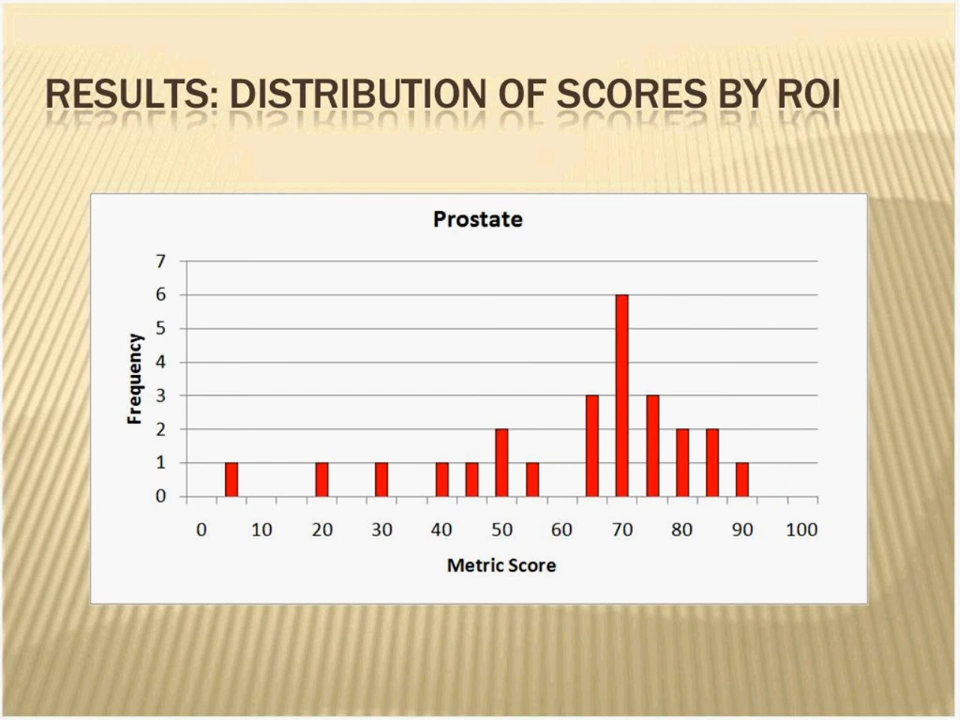 RESULTS: DISTRIBUTION OF SCORES BY ROI
Prostate
7
6
5
4
3
2
1
0
Frequency
0 10 20 30 40 50 60 70 80 90 100
Metric Score